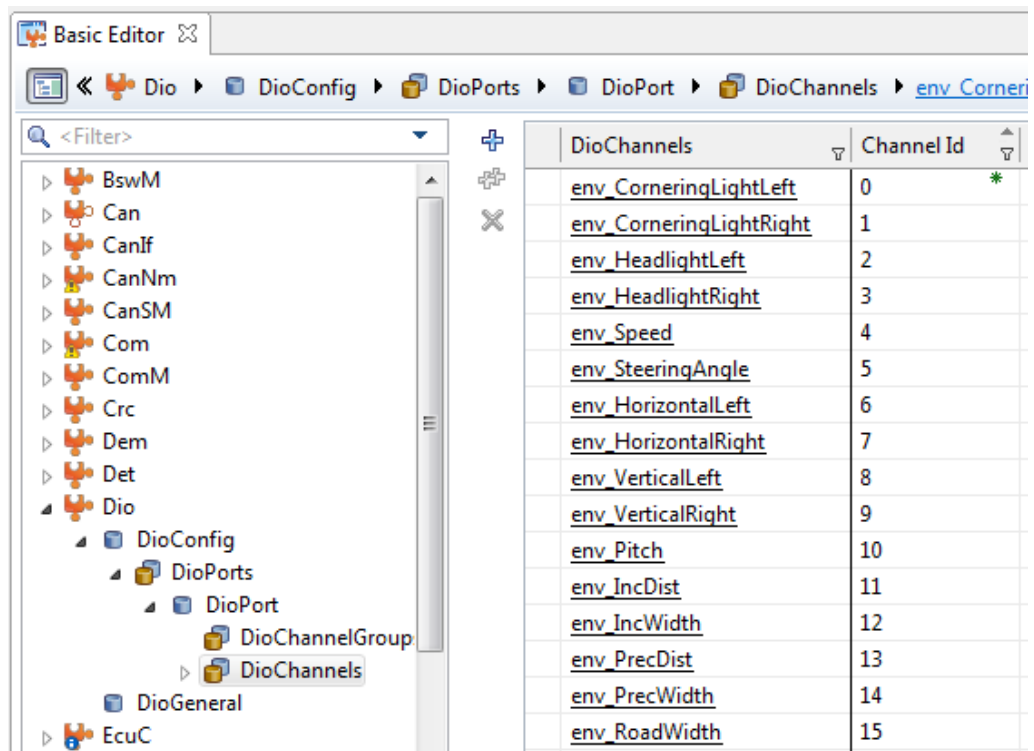 Basic Editor
Dio DioConfig DioPorts DioPort DioChannels env_Corneri
<Filter>
BswM
Can
CanIf
CanNm
CanSM
Com
ComM
Crc
Dem
Det
Dio
DioConfig
DioPorts
DioPort
DioChannelGroup
DioChannels
DioGeneral
EcuC
DioChannels Channel Id
env_CorneringLightLeft 0 *
env_CorneringLightRight 1
env_HeadlightLeft 2
env_HeadlightRight 3
env_Speed 4
env_SteeringAngle 5
env_HorizontalLeft 6
env_HorizontalRight 7
env_VerticalLeft 8
env_VerticalRight 9
env_Pitch 10
env_IncDist 11
env_IncWidth 12
env_PrecDist 13
env_PrecWidth 14
env_RoadWidth 15